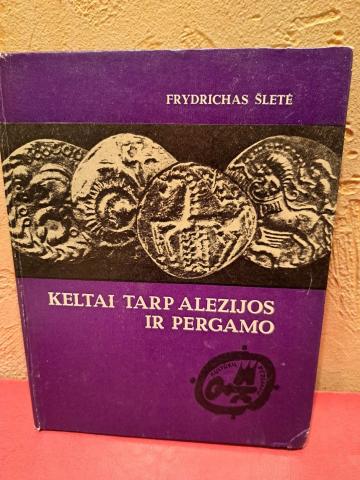 FRYDRICHAS ŠLETĖ
KELTAI TARP ALEZIJOS
IR PERGAMO